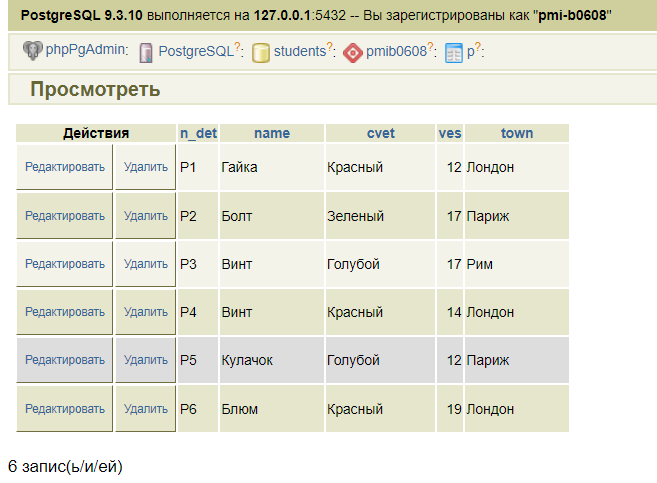 PostgreSQL 9.3.10 выполняется на 127.0.0.1:5432 -- Вы зарегистрированы как "pmi-b0608"
phpPgAdmin: PostgreSQL?: students?: pmib0608?: p?:
Просмотреть
Действия n_det name cvet ves town
Редактировать Удалить P1 Гайка Красный 12 Лондон
Редактировать Удалить P2 Болт Зеленый 17 Париж
Редактировать Удалить P3 Винт Голубой 17 Рим
Редактировать Удалить P4 Винт Красный 14 Лондон
Редактировать Удалить P5 Кулачок Голубой 12 Париж
Редактировать Удалить P6 Блюм Красный 19 Лондон
6 запис(ь/и/ей)